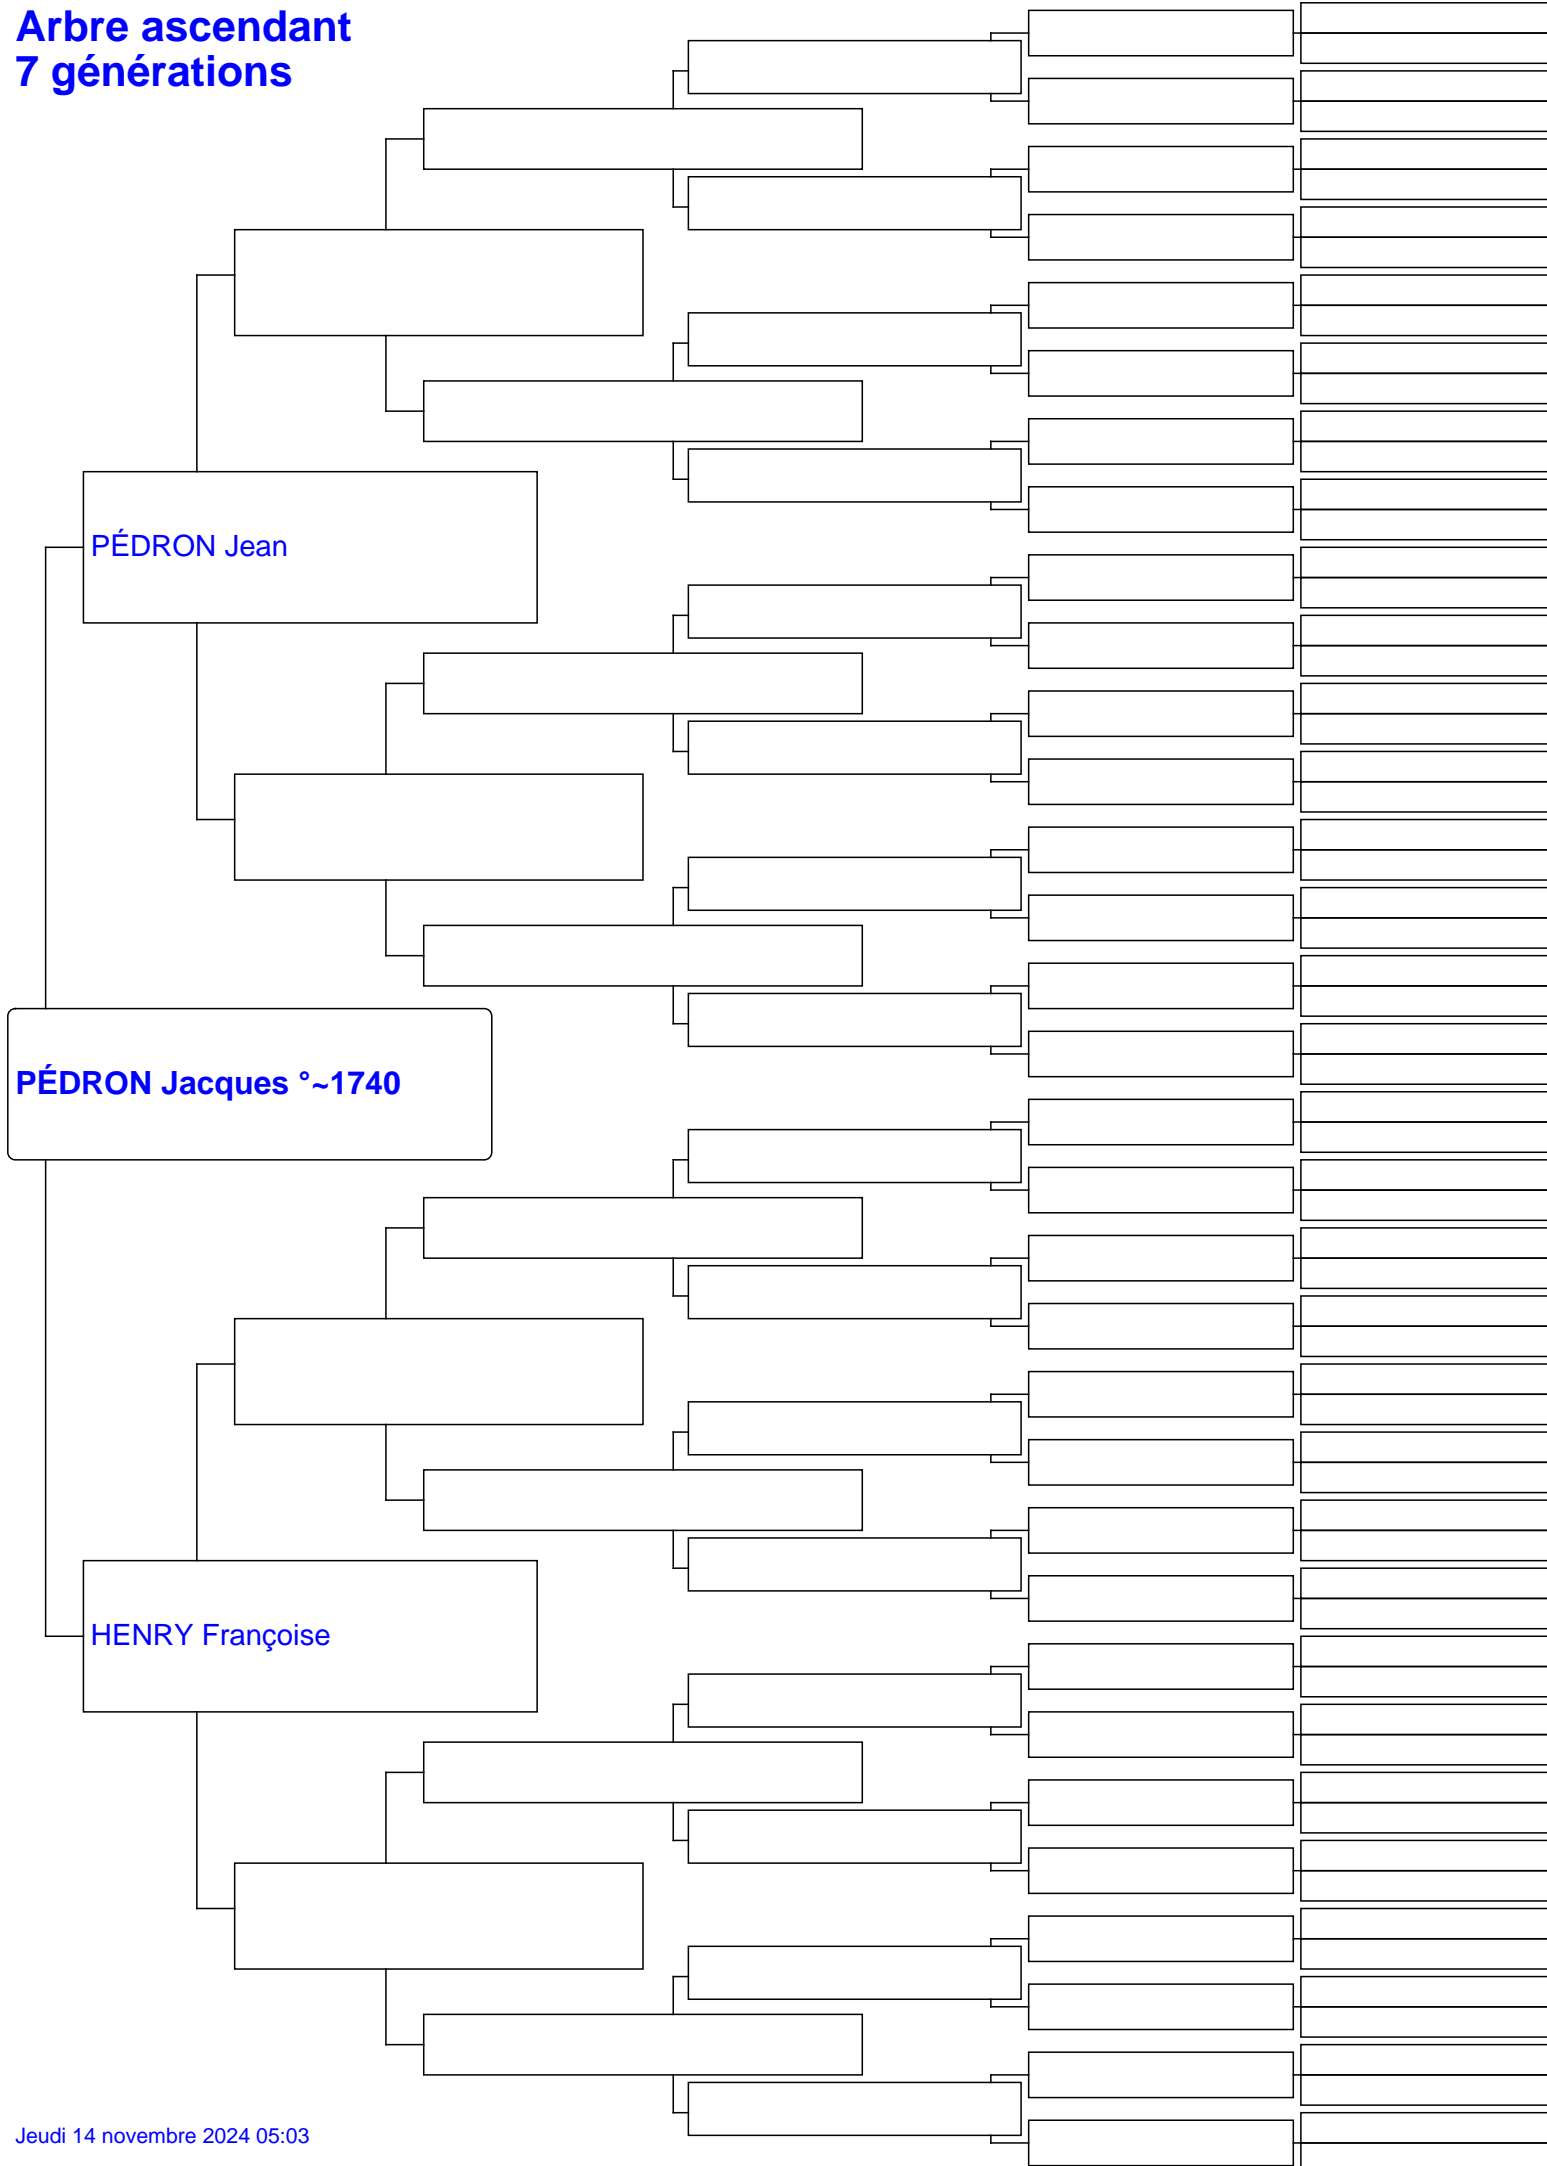 Arbre ascendant
7 générations
PÉDRON Jean
PÉDRON Jacques °~1740
HENRY Françoise
Jeudi 14 novembre 2024 05:03